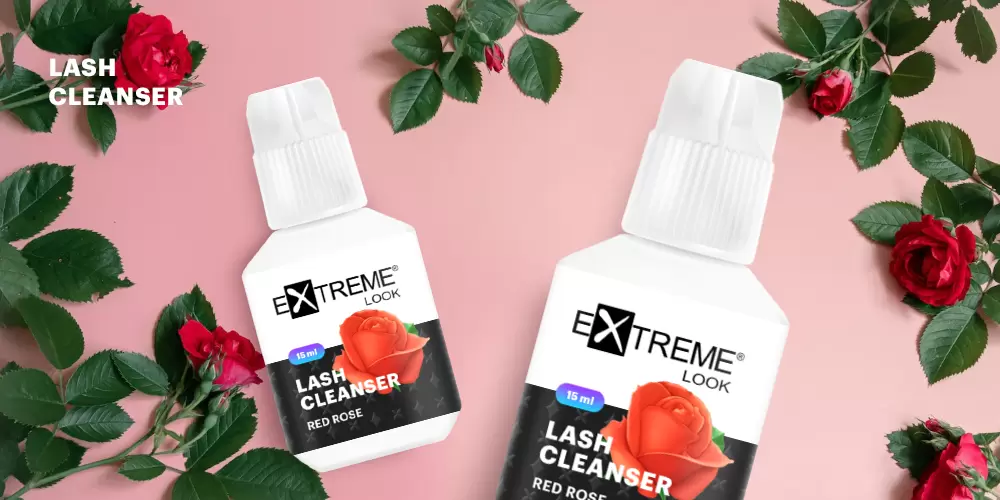 LASH
CLEANSER
EXTREME®
LOOK
15 ml
LASH
CLEANSER
RED ROSE
EXTREME®
LOOK
15 ml
LASH
CLEANSER
RED ROSE